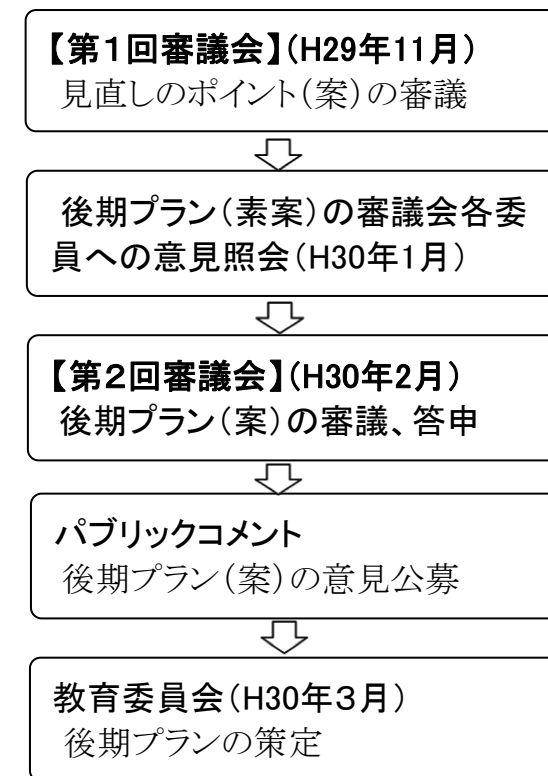 【第１回審議会】(H29年11月)
見直しのポイント(案)の審議
後期プラン(素案)の審議会各委
員への意見照会(H30年1月)
【第２回審議会】(H30年2月)
後期プラン(案)の審議、答申
パブリックコメント
後期プラン(案)の意見公募
教育委員会(H30年３月)
後期プランの策定